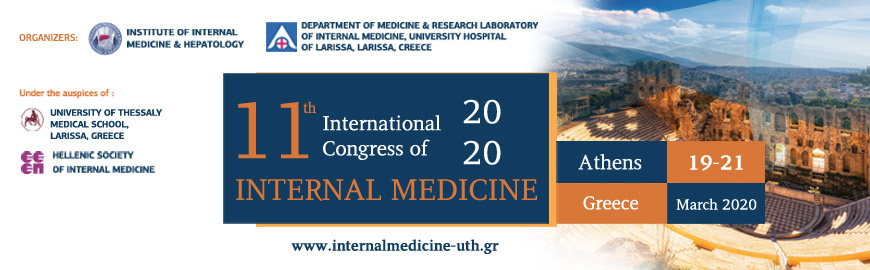 ORGANIZERS:
INSTITUTE OF INTERNAL
MEDICINE & HEPATOLOGY
DEPARTMENT OF MEDICINE & RESEARCH LABORATORY
OF INTERNAL MEDICINE, UNIVERSITY HOSPITAL
OF LARISSA, LARISSA, GREECE
Under the auspices of :
UNIVERSITY OF THESSALY
MEDICAL SCHOOL,
LARISSA, GREECE
HELLENIC SOCIETY
OF INTERNAL MEDICINE
11th International
Congress of
20
20
INTERNAL MEDICINE
Athens 19-21
Greece March 2020
www.internalmedicine-uth.gr